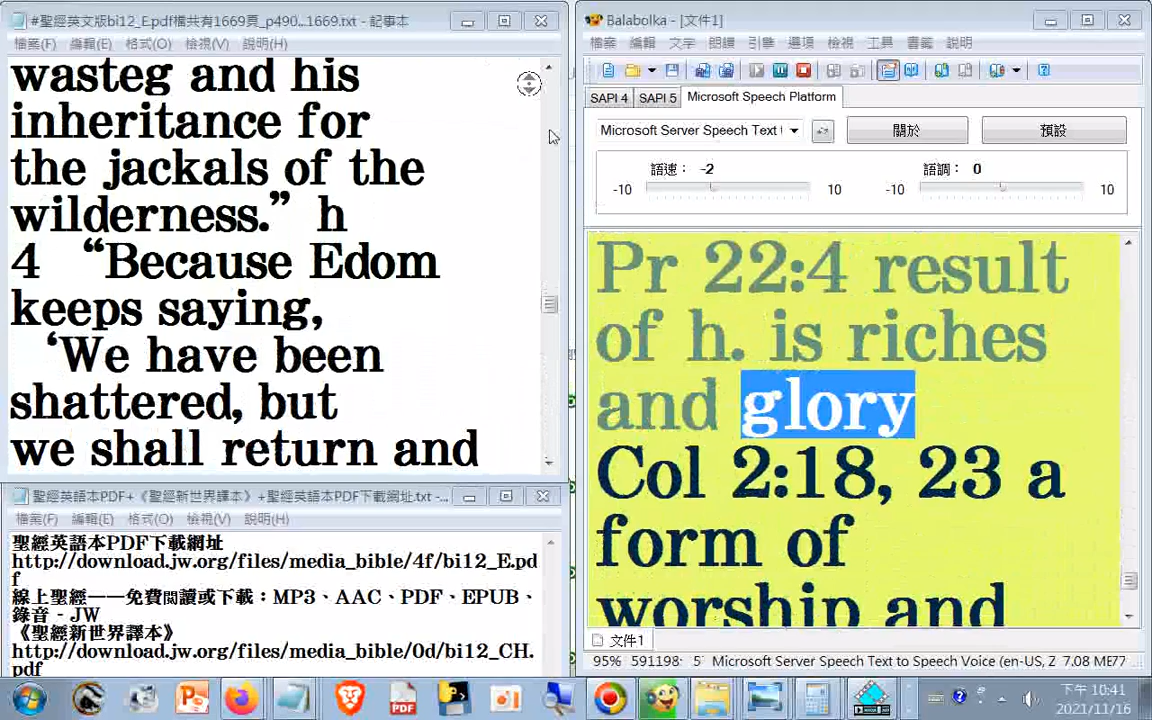 #聖經英文版bi12_E.pdf檔共有1669頁_p490...1669.txt - 記事本
檔案(F) 編輯(E) 格式(O) 檢視(V) 說明(H)
wasteg and his
inheritance for
the jackals of the
wilderness.” h
4 “Because Edom
keeps saying,
‘We have been
shattered, but
we shall return and
聖經英語本PDF+《聖經新世界譯本》+聖經英語本PDF下載網址.txt -...
檔案(F) 編輯(E) 格式(O) 檢視(V) 說明(H)
聖經英語本PDF下載網址
http://download.jw.org/files/media_bible/4f/bi12_E.pd
f
線上聖經——免費閱讀或下載：MP3、AAC、PDF、EPUB、
錄音 - JW
《聖經新世界譯本》
http://download.jw.org/files/media_bible/0d/bi12_CH.
pdf
Balabolka - [文件1]
檔案 編輯 文字 朗讀 引擎 選項 檢視 工具 書籤 說明
SAPI 4 SAPI 5 Microsoft Speech Platform
Microsoft Server Speech Text 關於 預設
語速： -2 語調： 0
-10 10 -10 10
Pr 22:4 result
of h. is riches
and glory
Col 2:18, 23 a
form of
worship and
文件1
95% 591198 5 Microsoft Server Speech Text to Speech Voice (en-US, Z 7.08 ME77
PDF
下午 10:41
2021/11/16